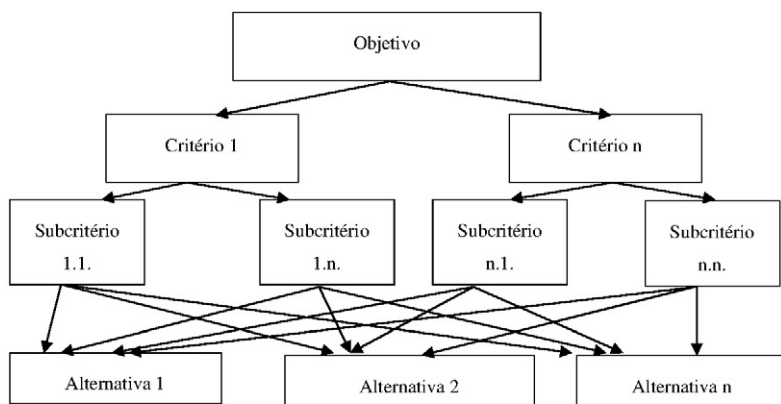 Objetivo
Critério 1
Critério n
Subcritério
1.1.
Subcritério
1.n.
Subcritério
n.1.
Subcritério
n.n.
Alternativa 1
Alternativa 2
Alternativa n